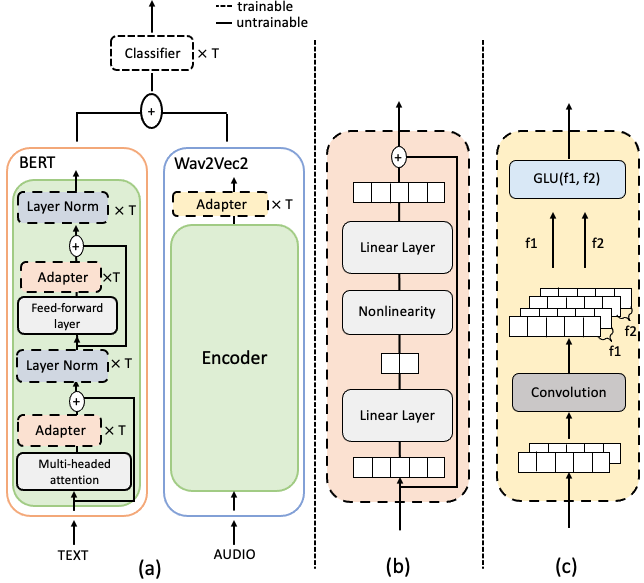 trainable
untrainable
Classifier × T
+
BERT
Wav2Vec2
Layer Norm × T
Adapter × T
+
Adapter ×T
Feed-forward
layer
Encoder
Layer Norm × T
+
Adapter × T
Multi-headed
attention
TEXT
AUDIO
(a)
+
Linear Layer
Nonlinearity
Linear Layer
(b)
GLU(f1, f2)
f1
f2
f2
f1
Convolution
(c)